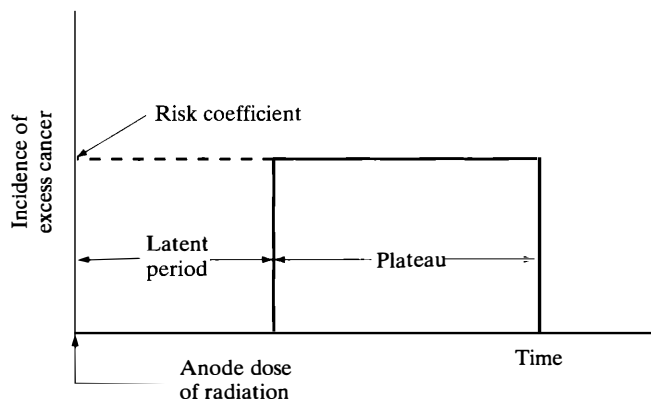 Incidence of
excess cancer
Risk coefficient
Latent
period
Plateau
Time
Anode dose
of radiation